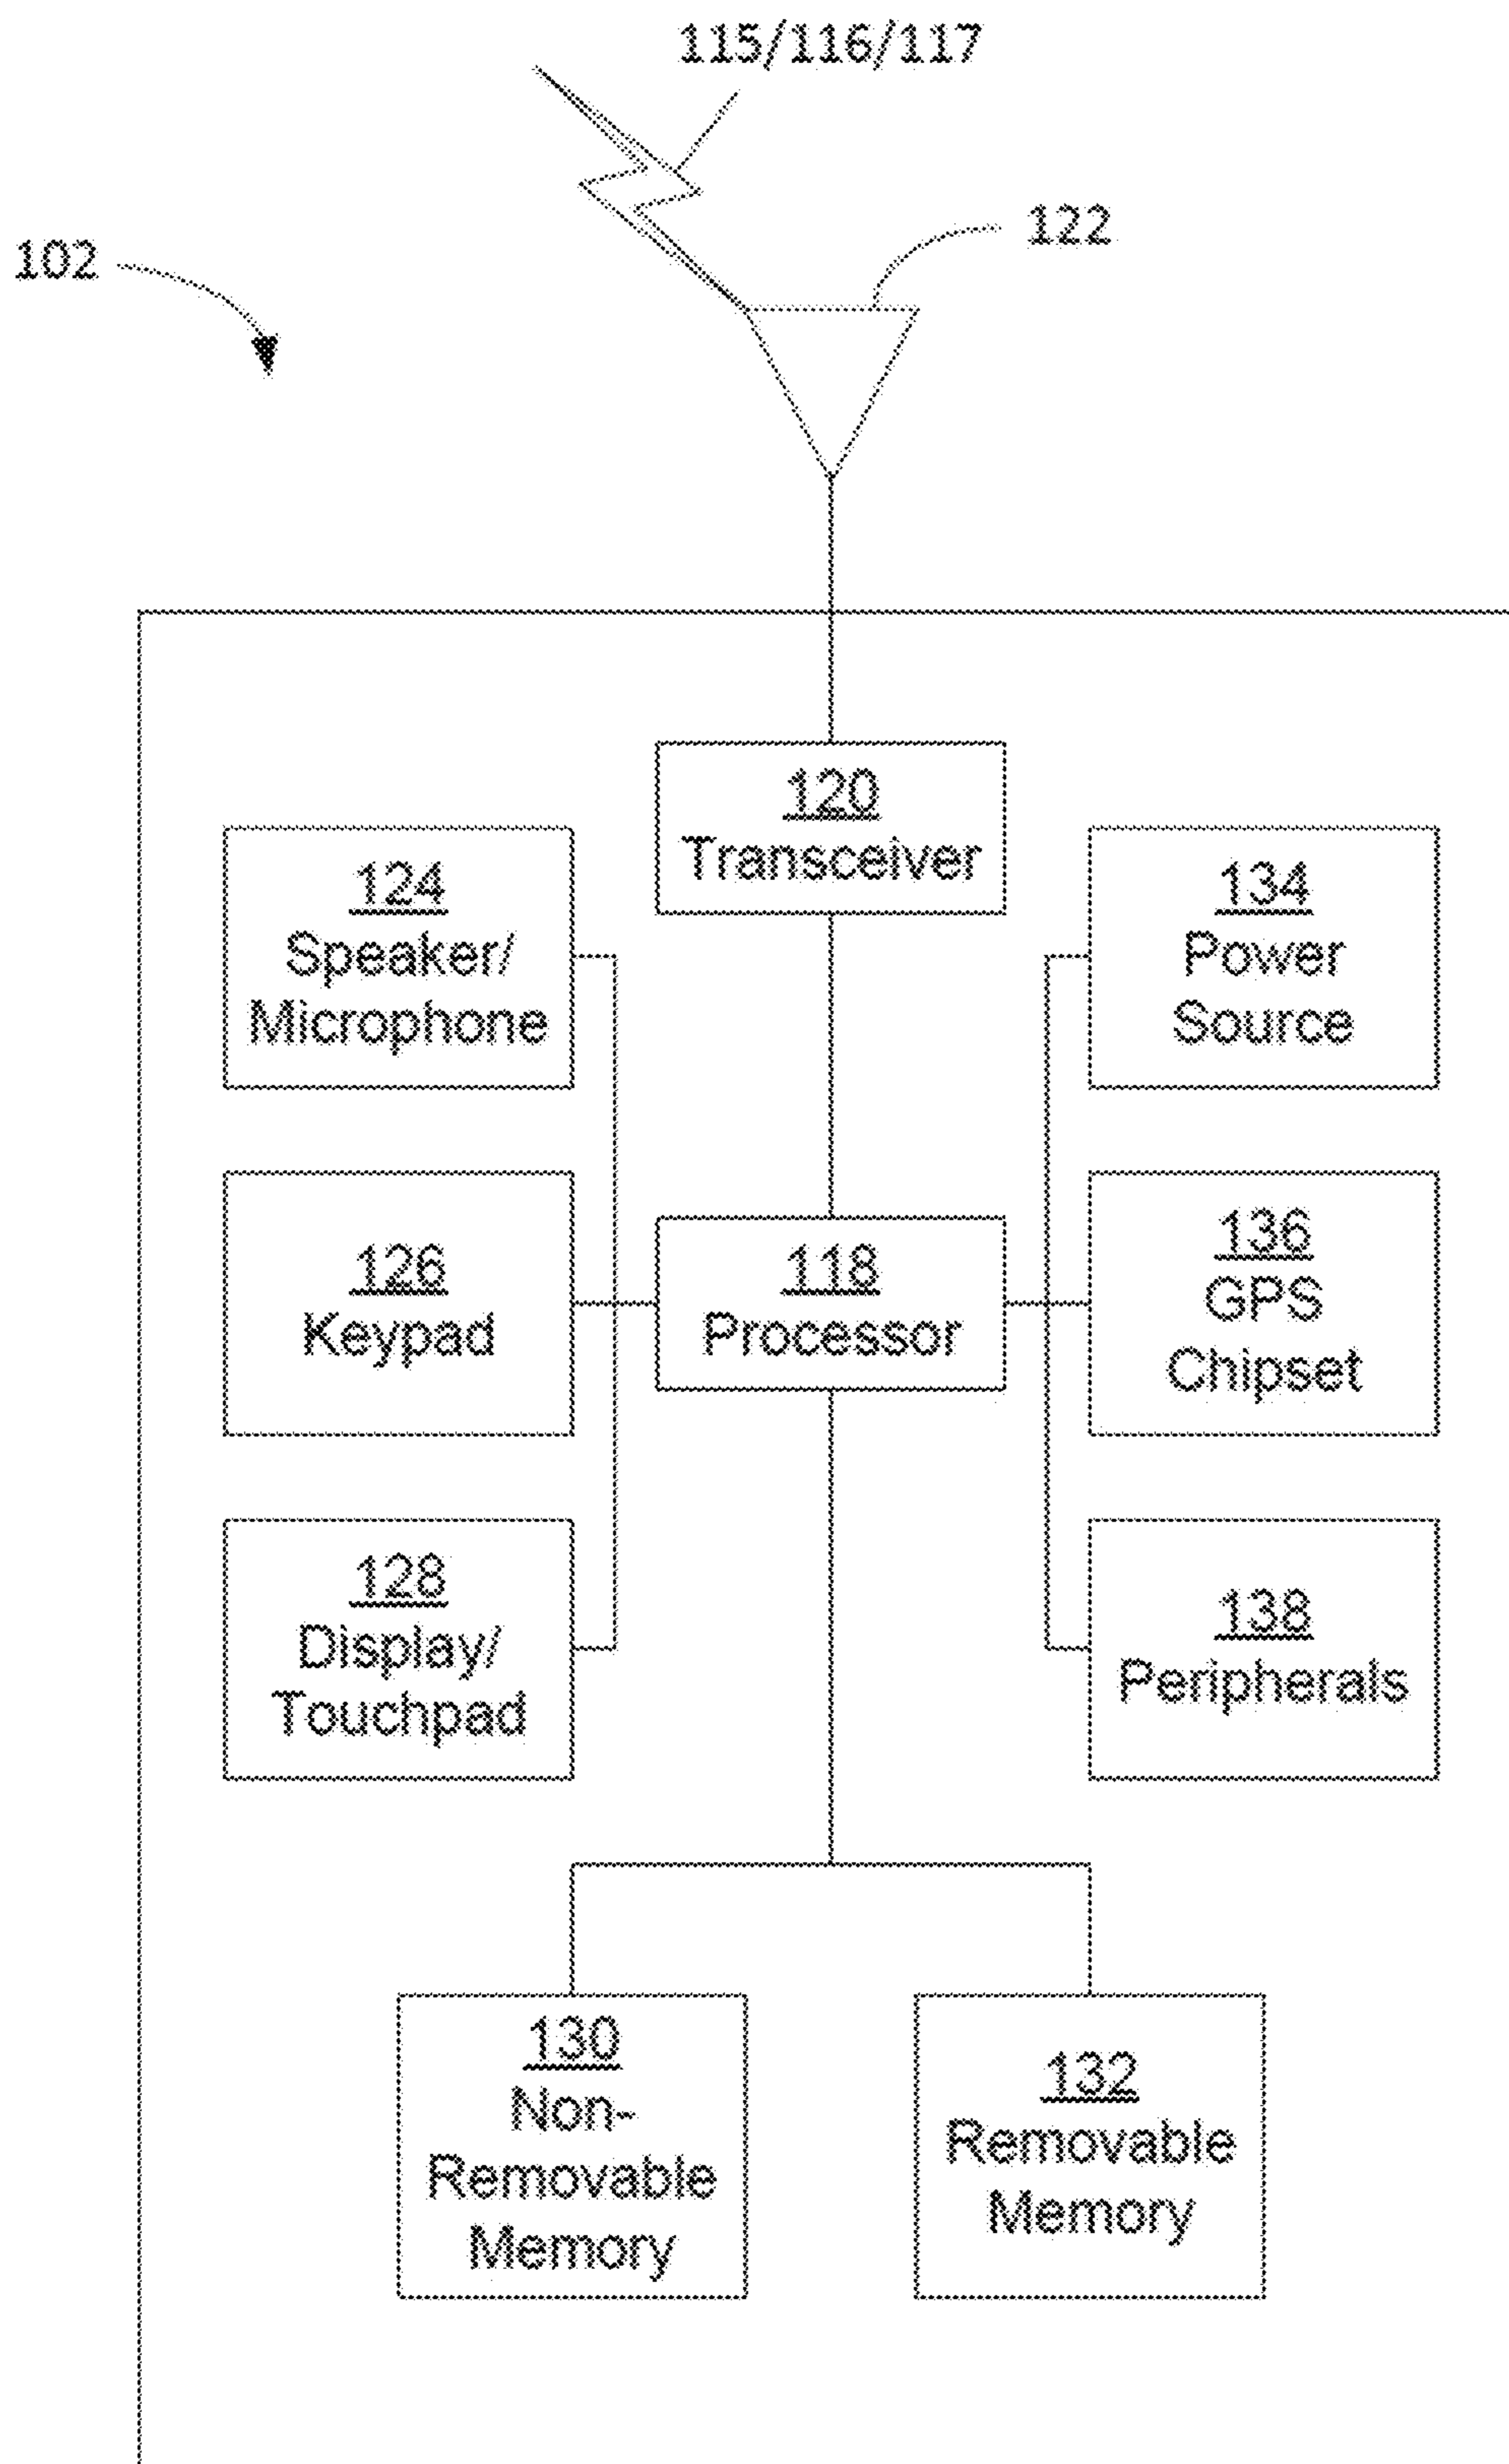 115/116/117
122
102
120
Transceiver
124
Speaker/
Microphone
134
Power
Source
126
Keypad
118
Processor
136
GPS
Chipset
128
Display/
Touchpad
138
Peripherals
130
Non-
Removable
Memory
132
Removable
Memory